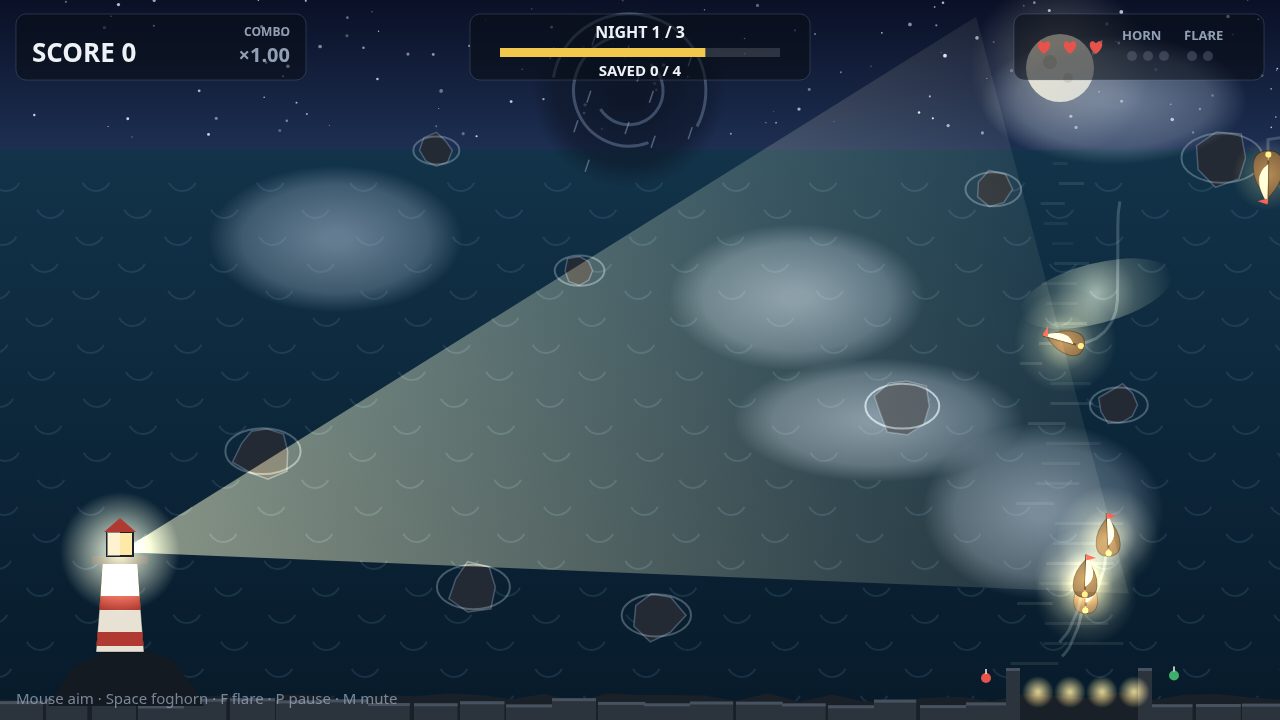 SCORE 0
COMBO
×1.00
NIGHT 1 / 3
SAVED 0 / 4
HORN FLARE
Mouse aim · Space foghorn · F flare · P pause · M mute